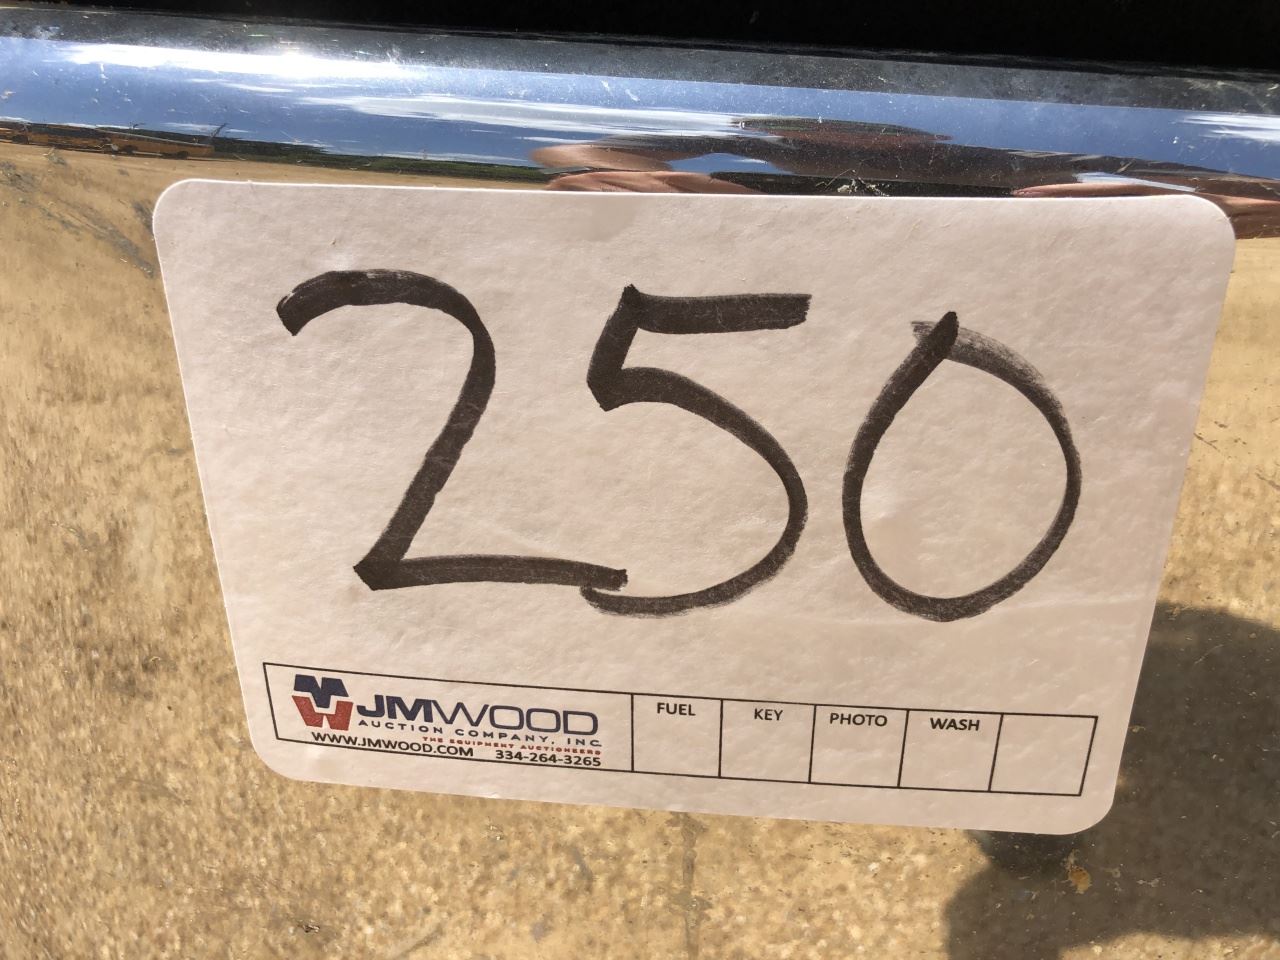 250
JMWOOD
AUCTION COMPANY, INC.
THE EQUIPMENT AUCTIONEERS
WWW.JMWOOD.COM 334-264-3265
FUEL KEY PHOTO WASH